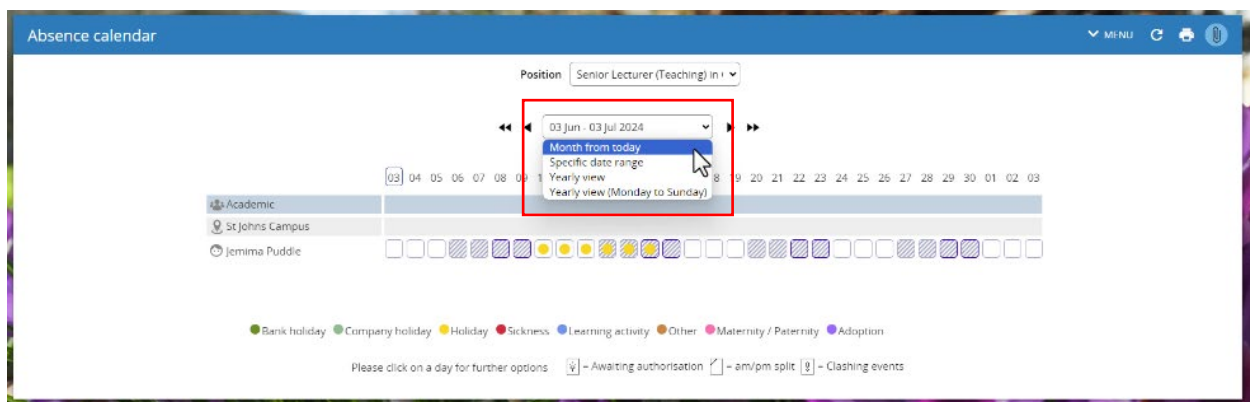 Absence calendar MENU
Position Senior Lecturer (Teaching) in
03 Jun - 03 Jul 2024
Month from today
Specific date range
Yearly view
Yearly view (Monday to Sunday)
03 04 05 06 07 08 09 1 8 9 20 21 22 23 24 25 26 27 28 29 30 01 02 03
Academic
St Johns Campus
Jemima Puddle
Bank holiday Company holiday Holiday Sickness Learning activity Other Maternity / Paternity Adoption
Please click on a day for further options – Awaiting authorisation – am/pm split – Clashing events